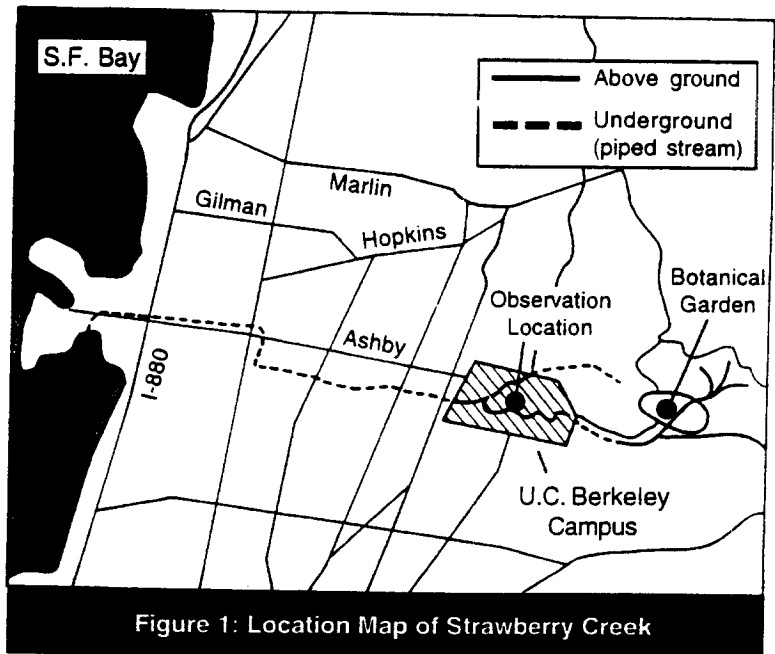 S.F. Bay
Above ground
Underground
(piped stream)
Marlin
Gilman
Hopkins
Botanical
Garden
Observation
Location
Ashby
I-880
U.C. Berkeley
Campus
Figure 1: Location Map of Strawberry Creek